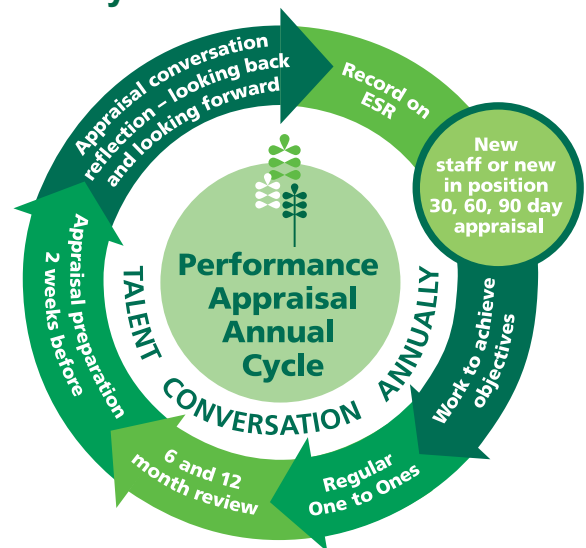 Performance
Appraisal
Annual
Cycle
TALENT CONVERSATION ANNUALLY
Appraisal conversation
reflection – looking back
and looking forward
Record on
ESR
New
staff or new
in position
30, 60, 90 day
appraisal
Work to achieve
objectives
Regular
One to Ones
6 and 12
month review
Appraisal preparation
2 weeks before